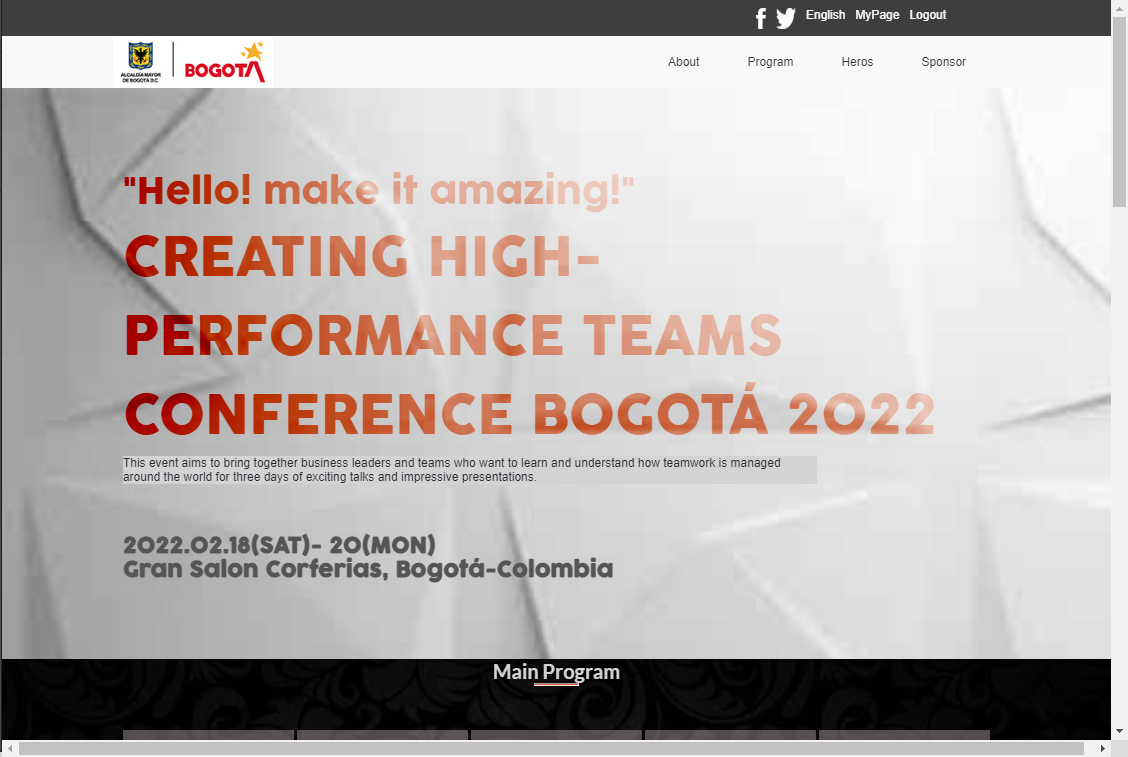 English MyPage Logout
ALCALDÍA MAYOR
DE BOGOTÁ D.C.
BOGOTÁ
About Program Heros Sponsor
"Hello! make it amazing!"
CREATING HIGH-
PERFORMANCE TEAMS
CONFERENCE BOGOTÁ 2022
This event aims to bring together business leaders and teams who want to learn and understand how teamwork is managed
around the world for three days of exciting talks and impressive presentations.
2022.02.18(SAT)- 20(MON)
Gran Salon Corferias, Bogotá-Colombia
Main Program